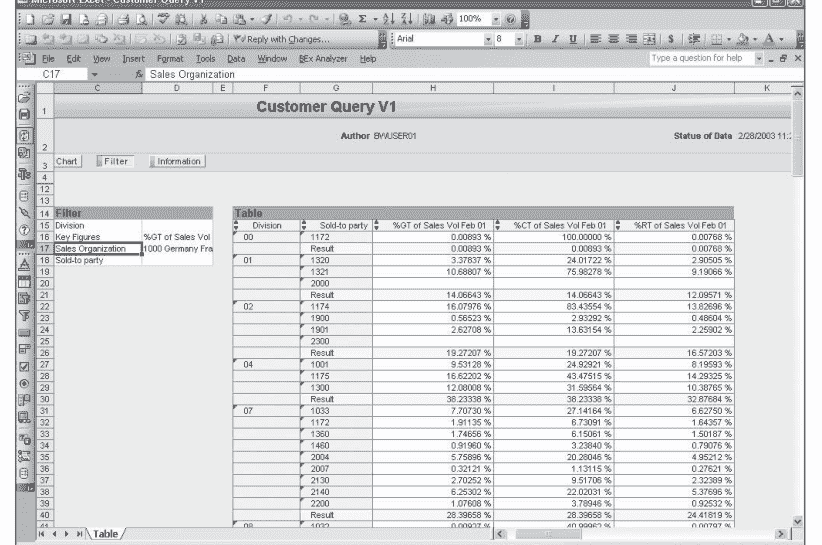 Microsoft Excel - Customer Query V1
100%
Reply with Changes...
Arial
8
B I U
File Edit View Insert Format Tools Data Window BEx Analyzer Help
Type a question for help
C17 fx Sales Organization
C D E F G H I J K
1 Customer Query V1
2 Author BWUSER01 Status of Data 2/28/2003 11:2
3 Chart Filter Information
4
12
13
14 Filter Table
15 Division Division Sold-to party %GT of Sales Vol Feb 01 %CT of Sales Vol Feb 01 %RT of Sales Vol Feb 01
16 Key Figures %GT of Sales Vol 00 1172 0.00893 % 100.00000 % 0.00768 %
17 Sales Organization 1000 Germany Fra Result 0.00893 % 0.00893 % 0.00768 %
18 Sold-to party 01 1320 3.37837 % 24.01722 % 2.90505 %
19 1321 10.68807 % 75.98278 % 9.19066 %
20 2000
21 Result 14.06643 % 14.06643 % 12.09571 %
22 02 1174 16.07976 % 83.43554 % 13.82696 %
23 1900 0.56523 % 2.93292 % 0.48604 %
24 1901 2.62708 % 13.63154 % 2.25902 %
25 2300
26 Result 19.27207 % 19.27207 % 16.57203 %
27 04 1001 9.53128 % 24.92921 % 8.19593 %
28 1175 16.62202 % 43.47515 % 14.29325 %
29 1300 12.08008 % 31.59564 % 10.38765 %
30 Result 38.23338 % 38.23338 % 32.87684 %
31 07 1033 7.70730 % 27.14164 % 6.62750 %
32 1172 1.91135 % 6.73091 % 1.64357 %
33 1360 1.74656 % 6.15061 % 1.50187 %
34 1460 0.91960 % 3.23840 % 0.79076 %
35 2004 5.75896 % 20.28046 % 4.95212 %
36 2007 0.32121 % 1.13115 % 0.27621 %
37 2130 2.70252 % 9.51706 % 2.32389 %
38 2140 6.25302 % 22.02031 % 5.37696 %
39 2200 1.07608 % 3.78946 % 0.92532 %
40 Result 28.39658 % 28.39658 % 24.41819 %
41 08 1032 0.00927 % 40.99962 % 0.00797 %
Table